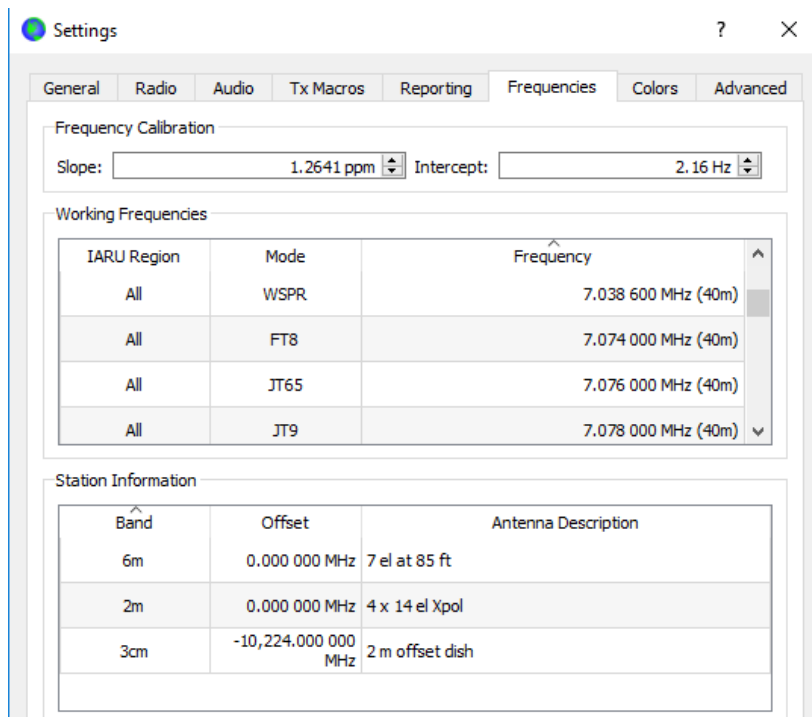 Settings ?
General Radio Audio Tx Macros Reporting Frequencies Colors Advanced
Frequency Calibration
Slope: 1.2641 ppm Intercept: 2.16 Hz
Working Frequencies
IARU Region Mode Frequency
All WSPR 7.038 600 MHz (40m)
All FT8 7.074 000 MHz (40m)
All JT65 7.076 000 MHz (40m)
All JT9 7.078 000 MHz (40m)
Station Information
Band Offset Antenna Description
6m 0.000 000 MHz 7 el at 85 ft
2m 0.000 000 MHz 4 x 14 el Xpol
3cm -10,224.000 000 MHz 2 m offset dish